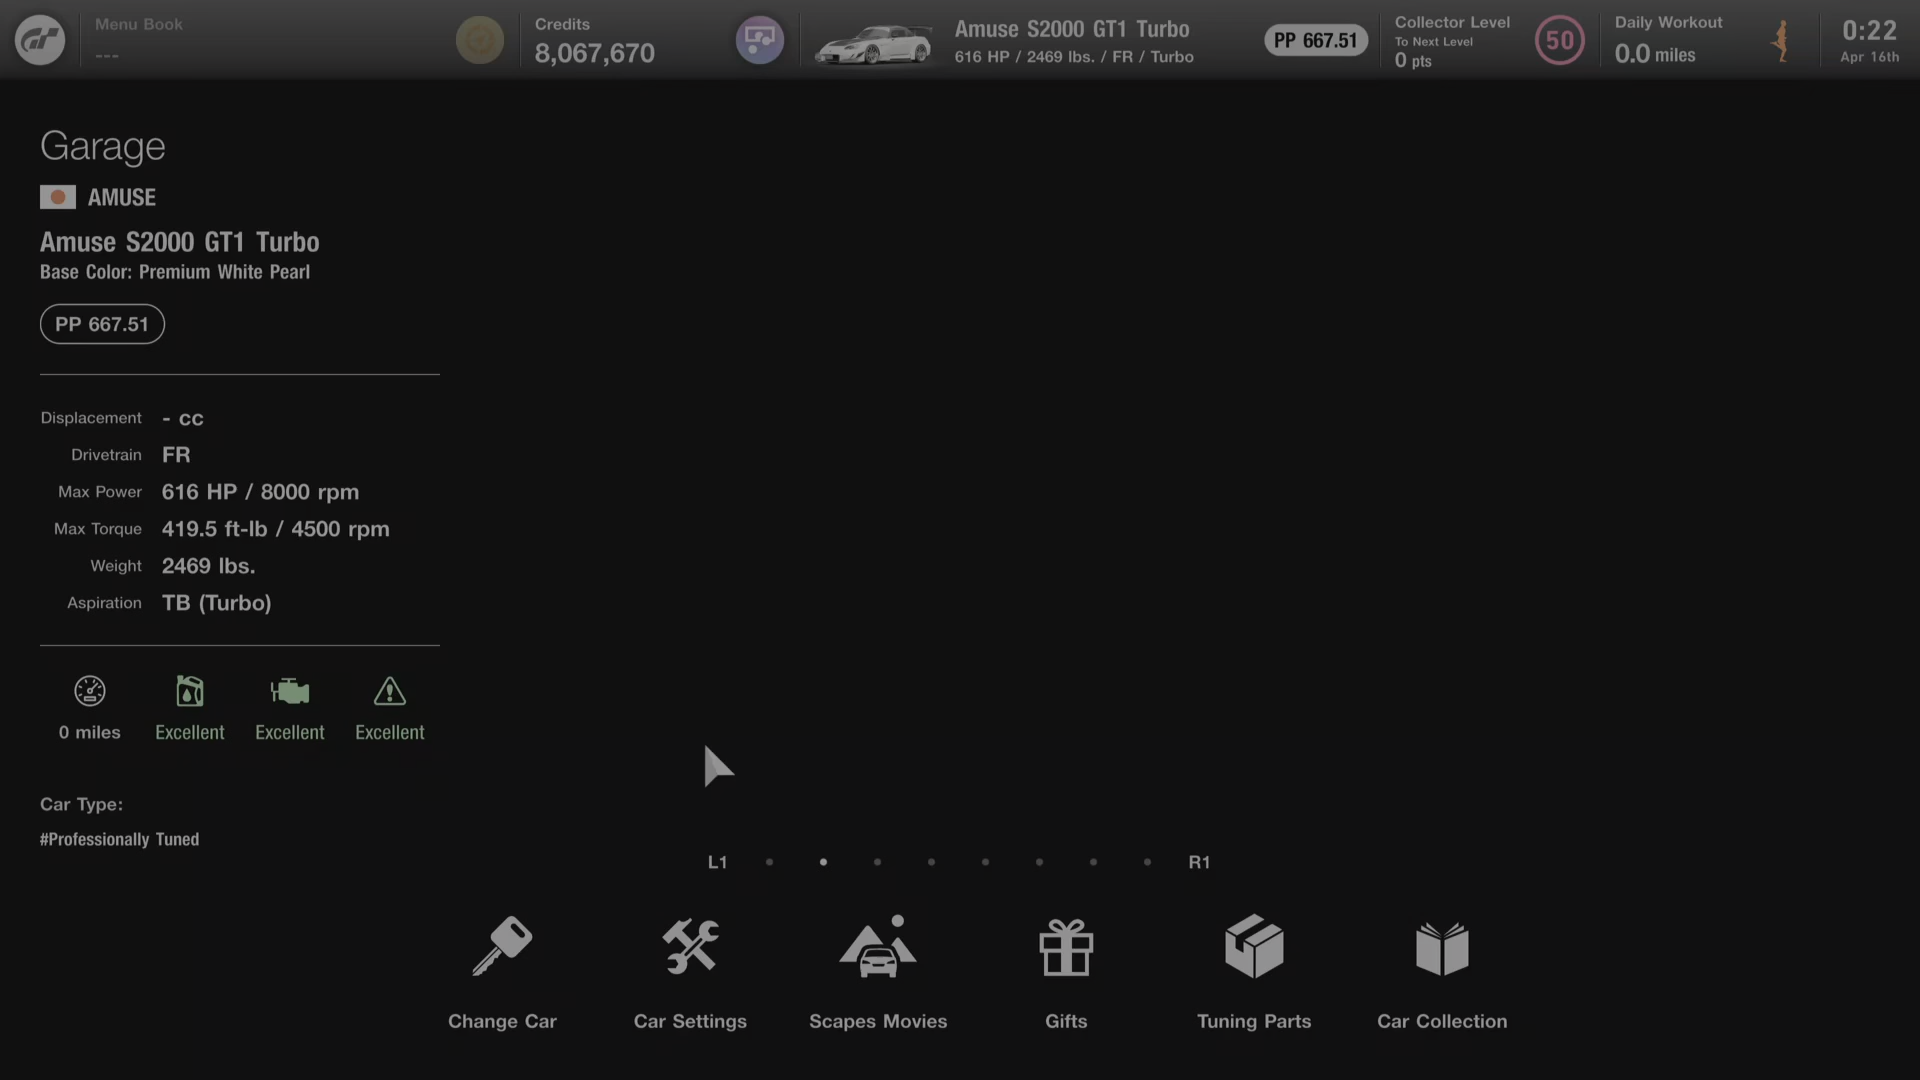 Menu Book
---
Credits
8,067,670
Amuse S2000 GT1 Turbo
616 HP / 2469 lbs. / FR / Turbo
PP 667.51
Collector Level
To Next Level
0 pts
50
Daily Workout
0.0 miles
0:22
Apr 16th
Garage
AMUSE
Amuse S2000 GT1 Turbo
Base Color: Premium White Pearl
PP 667.51
Displacement - cc
Drivetrain FR
Max Power 616 HP / 8000 rpm
Max Torque 419.5 ft-lb / 4500 rpm
Weight 2469 lbs.
Aspiration TB (Turbo)
0 miles Excellent Excellent Excellent
Car Type:
#Professionally Tuned
L1 R1
Change Car Car Settings Scapes Movies Gifts Tuning Parts Car Collection